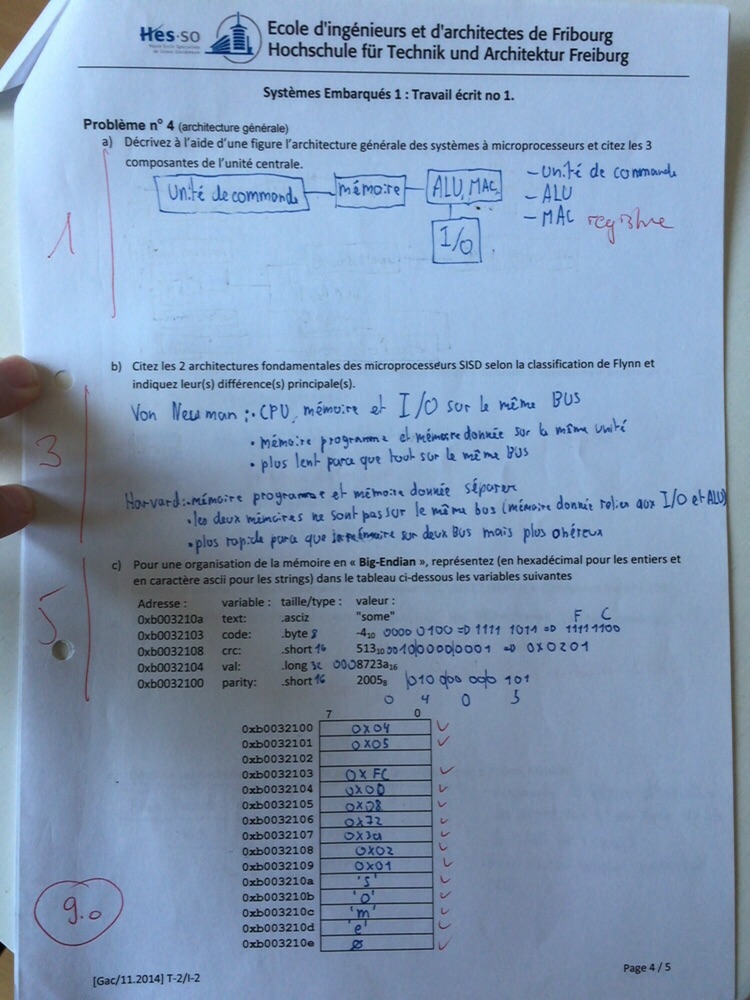 Hes·so
Ecole d'ingénieurs et d'architectes de Fribourg
Hochschule für Technik und Architektur Freiburg
Systèmes Embarqués 1 : Travail écrit no 1.
Problème n° 4 (architecture générale)
a) Décrivez à l'aide d'une figure l'architecture générale des systèmes à microprocesseurs et citez les 3
composantes de l'unité centrale.
Unité de commande mémoire ALU, MAC,
I/O
- Unité de commande
- ALU
- MAC registre
1
b) Citez les 2 architectures fondamentales des microprocesseurs SISD selon la classification de Flynn et
indiquez leur(s) différence(s) principale(s).
Von Neuman : • CPU, mémoire et I/O sur le même BUS
• mémoire programme et mémoire donnée sur la même unité
• plus lent parce que tout sur le même BUS
3
Harvard : • mémoire programme et mémoire donnée séparer
• les deux mémoires ne sont pas sur le même bus (mémoire donnée relier aux I/O et ALU)
• plus rapide parce que la mémoire sur deux BUS mais plus onéreux
c) Pour une organisation de la mémoire en « Big-Endian », représentez (en hexadécimal pour les entiers et
en caractère ascii pour les strings) dans le tableau ci-dessous les variables suivantes
5
Adresse : variable : taille/type : valeur :
F C
0xb003210a text: .asciz "some"
0xb0032103 code: .byte 8 -4₁₀ 0000 0100 => 1111 1011 => 1111 1100
0xb0032108 crc: .short 16 513₁₀ 0010 0000 0001 => 0x0201
0xb0032104 val: .long 32 0008723a₁₆
0xb0032100 parity: .short 16 2005₈ 010 000 000 101
0 4 0 5
7 0
0xb0032100 0x04 ✓
0xb0032101 0x05 ✓
0xb0032102
0xb0032103 0xFC ✓
0xb0032104 0x00 ✓
0xb0032105 0x08 ✓
0xb0032106 0x72 ✓
0xb0032107 0x3a ✓
0xb0032108 0x02 ✓
0xb0032109 0x01 ✓
0xb003210a 's' ✓
0xb003210b 'o' ✓
0xb003210c 'm' ✓
0xb003210d 'e' ✓
0xb003210e ø ✓
9.0
[Gac/11.2014] T-2/I-2
Page 4 / 5